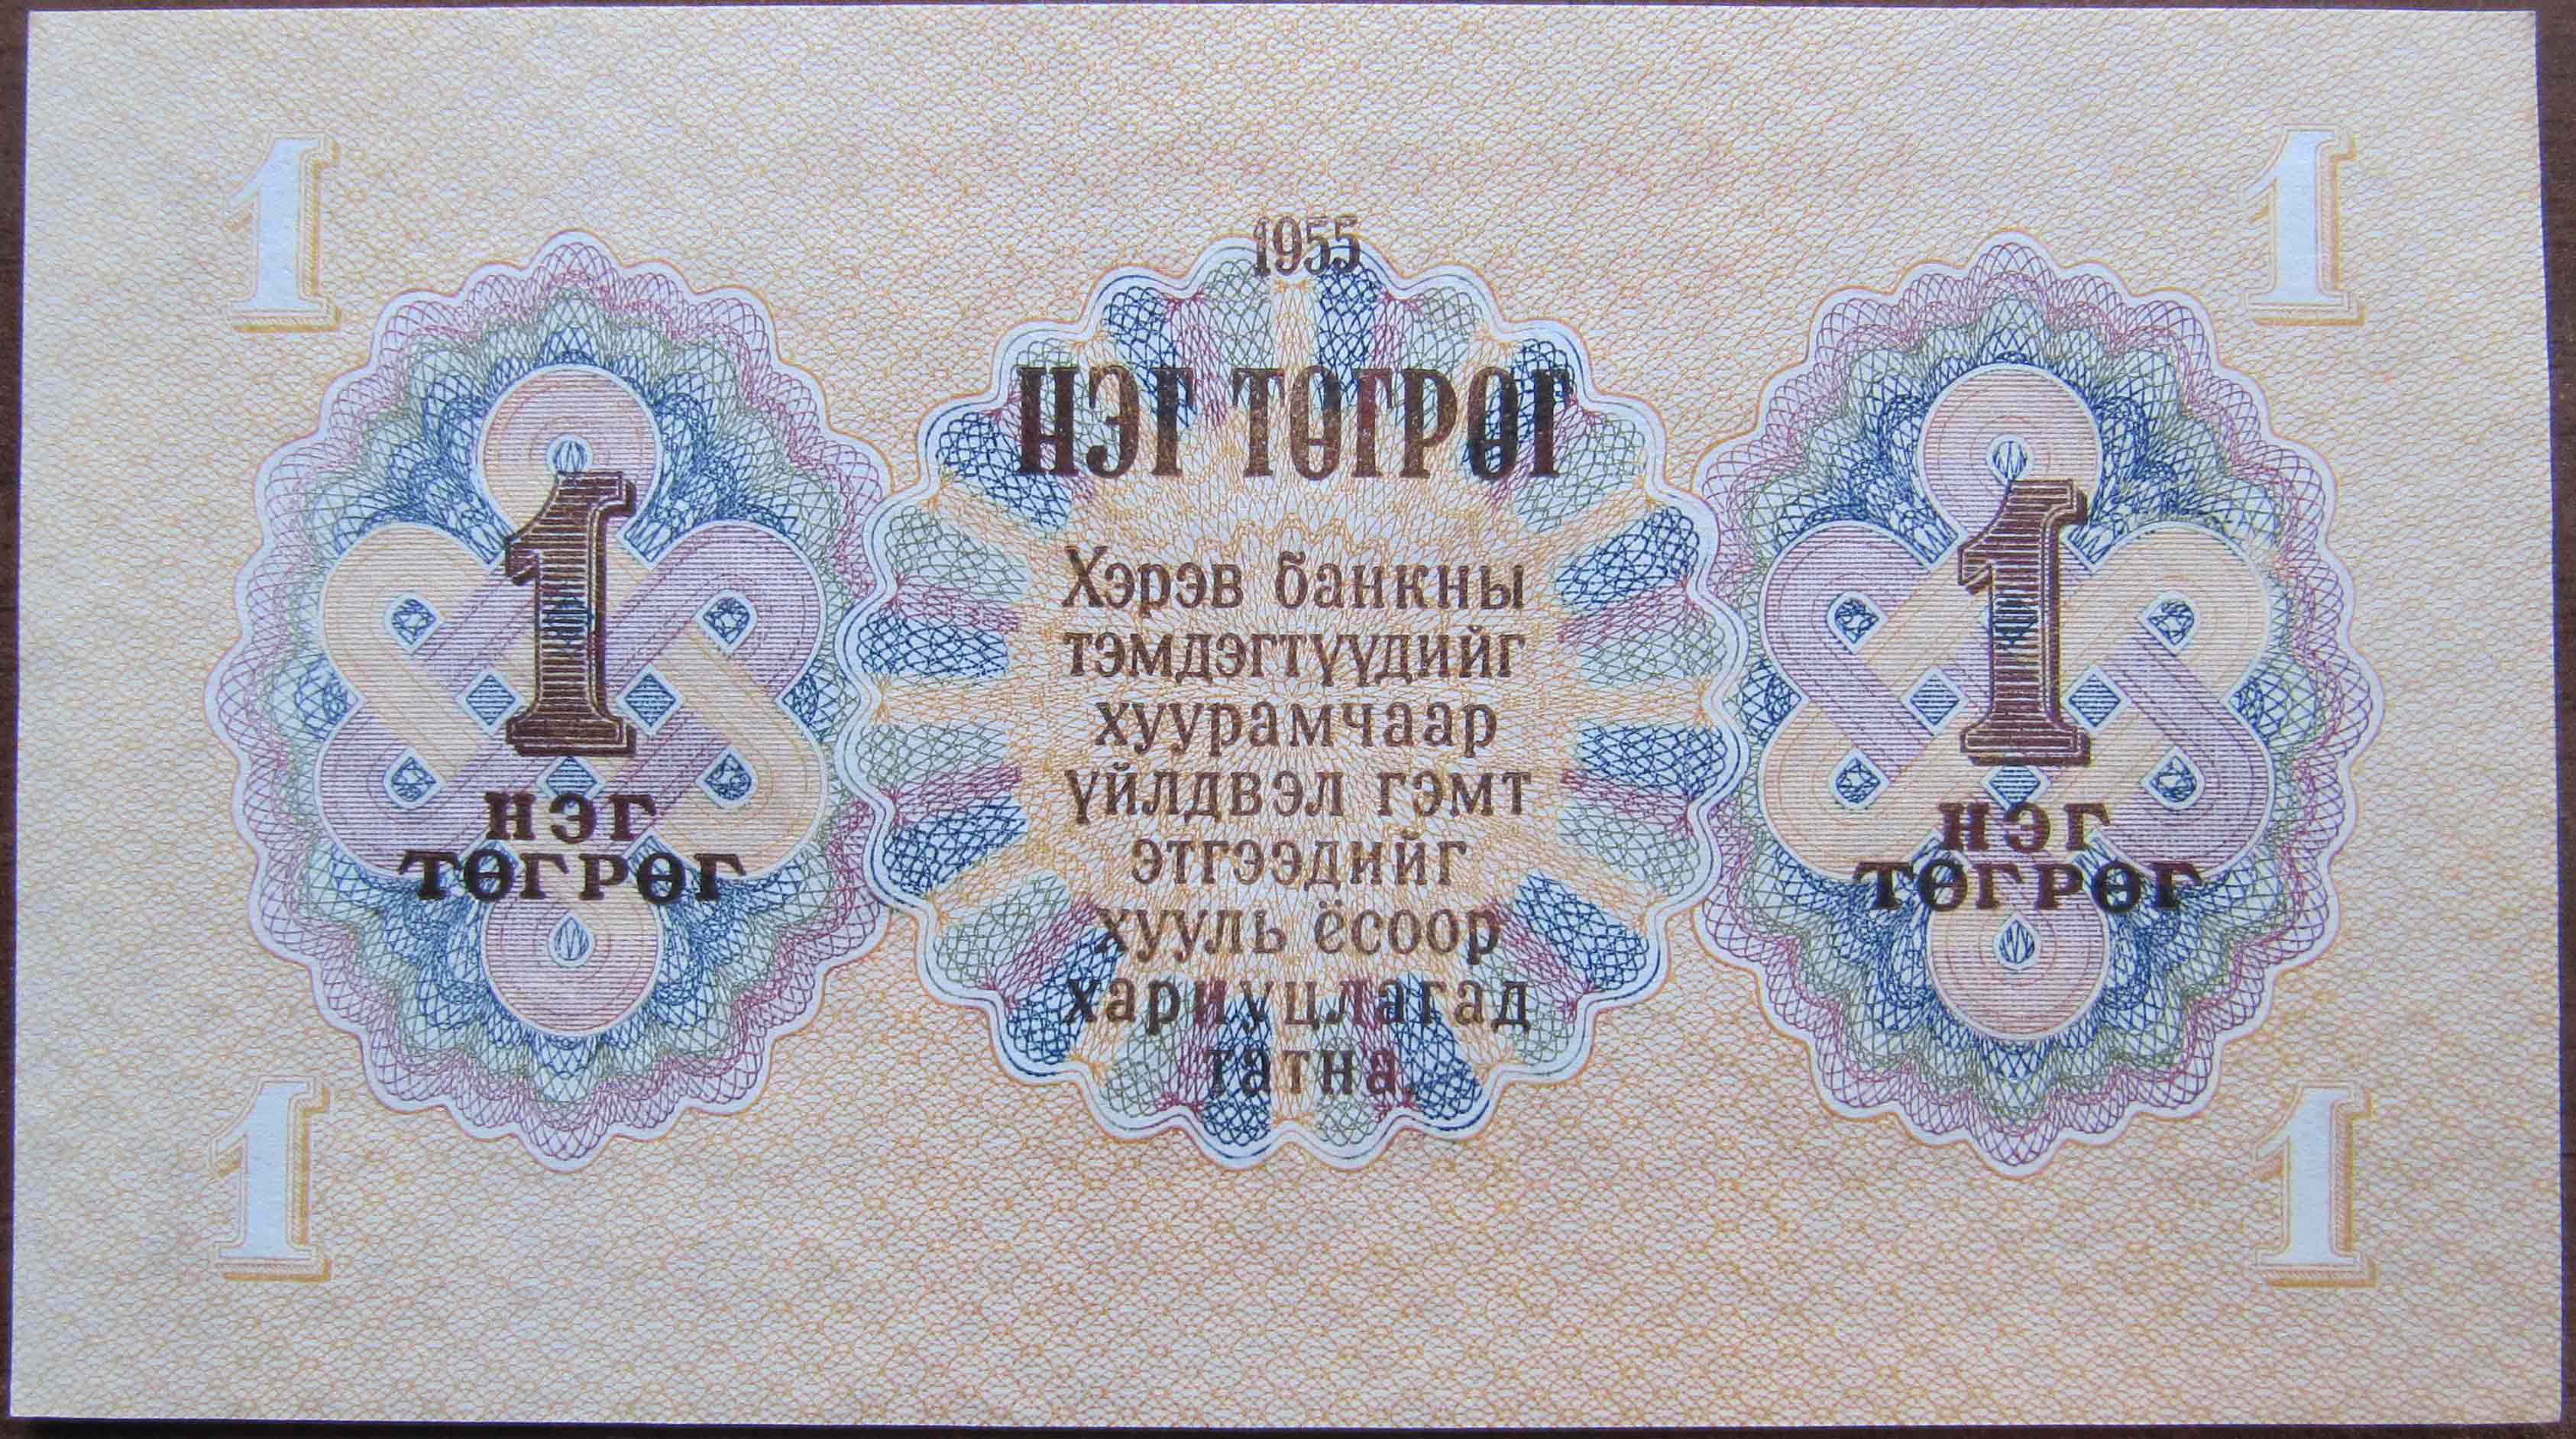 1
1
1955
НЭГ ТӨГРӨГ
1
НЭГ
ТӨГРӨГ
Хэрэв банкны
тэмдэгтүүдийг
хуурамчаар
үйлдвэл гэмт
этгээдийг
хууль ёсоор
хариуцлагад
татна.
1
НЭГ
ТӨГРӨГ
1
1